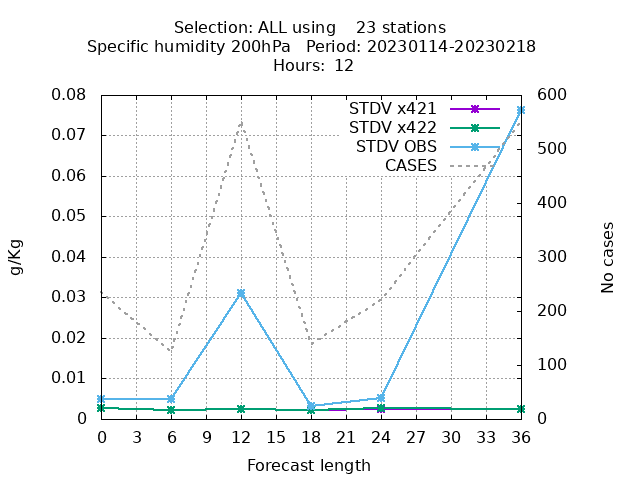 Selection: ALL using    23 stations
Specific humidity 200hPa   Period: 20230114-20230218
Hours: 12
STDV x421
STDV x422
STDV OBS
CASES
g/Kg
0.08
0.07
0.06
0.05
0.04
0.03
0.02
0.01
0
600
500
400
300
200
100
0
No cases
0 3 6 9 12 15 18 21 24 27 30 33 36
Forecast length